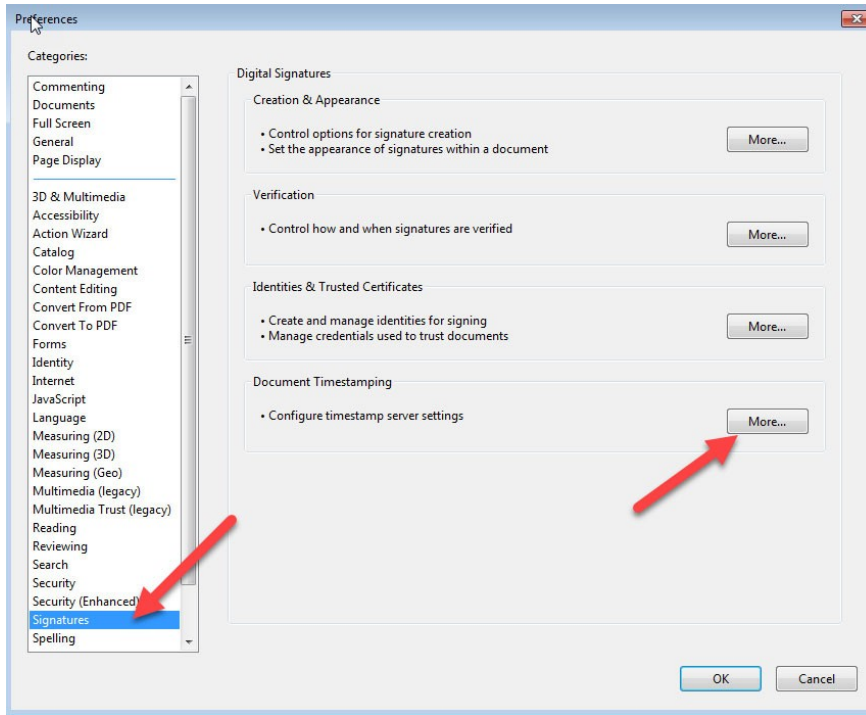 Preferences
Categories:
Commenting
Documents
Full Screen
General
Page Display
3D & Multimedia
Accessibility
Action Wizard
Catalog
Color Management
Content Editing
Convert From PDF
Convert To PDF
Forms
Identity
Internet
JavaScript
Language
Measuring (2D)
Measuring (3D)
Measuring (Geo)
Multimedia (legacy)
Multimedia Trust (legacy)
Reading
Reviewing
Search
Security
Security (Enhanced)
Signatures
Spelling
Digital Signatures
Creation & Appearance
• Control options for signature creation
• Set the appearance of signatures within a document
More...
Verification
• Control how and when signatures are verified
More...
Identities & Trusted Certificates
• Create and manage identities for signing
• Manage credentials used to trust documents
More...
Document Timestamping
• Configure timestamp server settings
More...
OK
Cancel